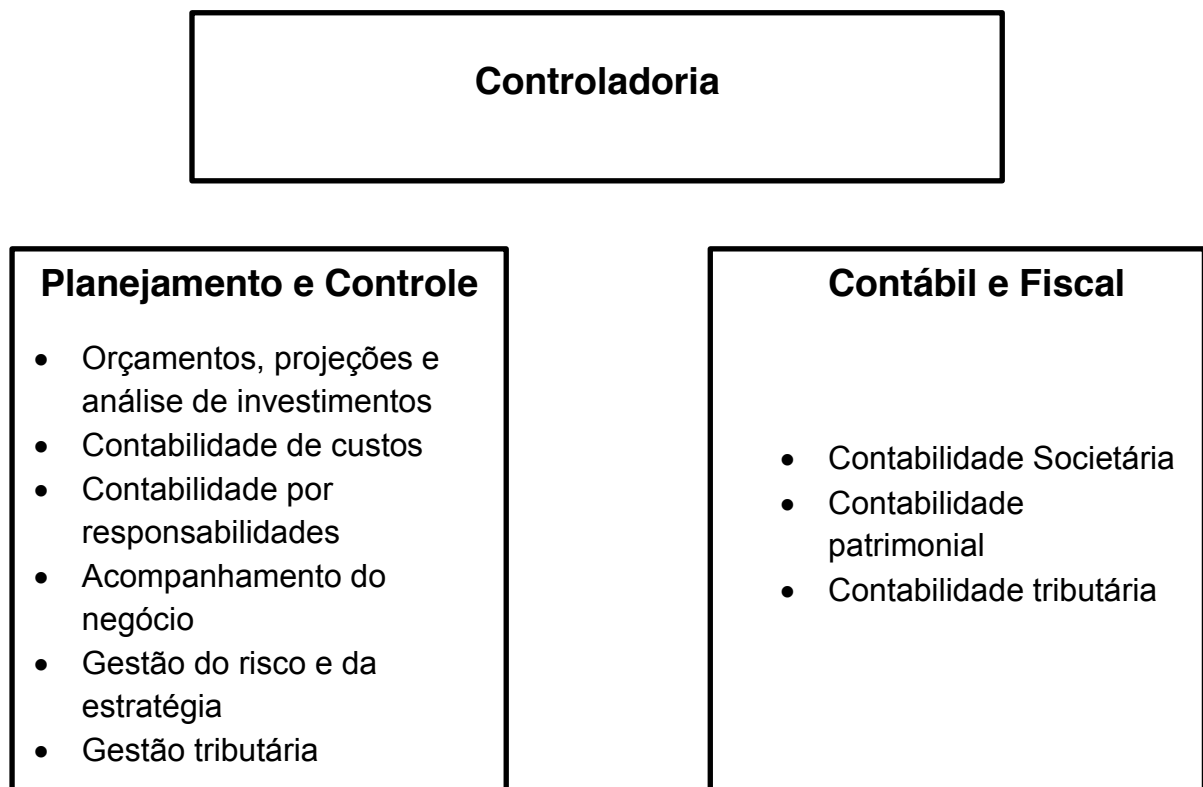 Controladoria
Planejamento e Controle
• Orçamentos, projeções e
análise de investimentos
• Contabilidade de custos
• Contabilidade por
responsabilidades
• Acompanhamento do
negócio
• Gestão do risco e da
estratégia
• Gestão tributária
Contábil e Fiscal
• Contabilidade Societária
• Contabilidade
patrimonial
• Contabilidade tributária